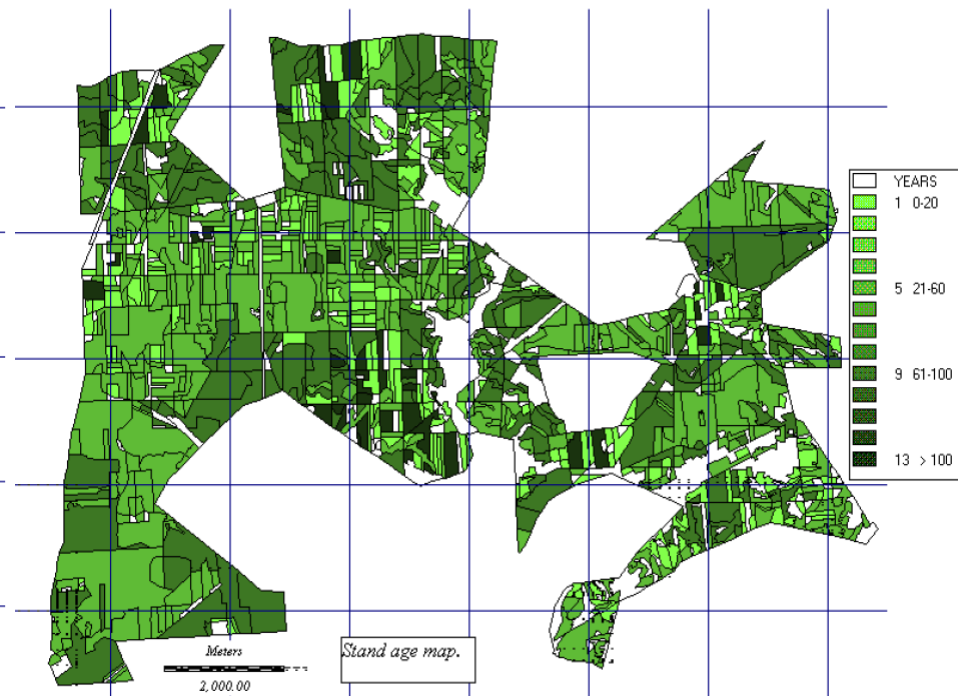 YEARS
1 0-20
5 21-60
9 61-100
13 > 100
Meters
2,000.00
Stand age map.